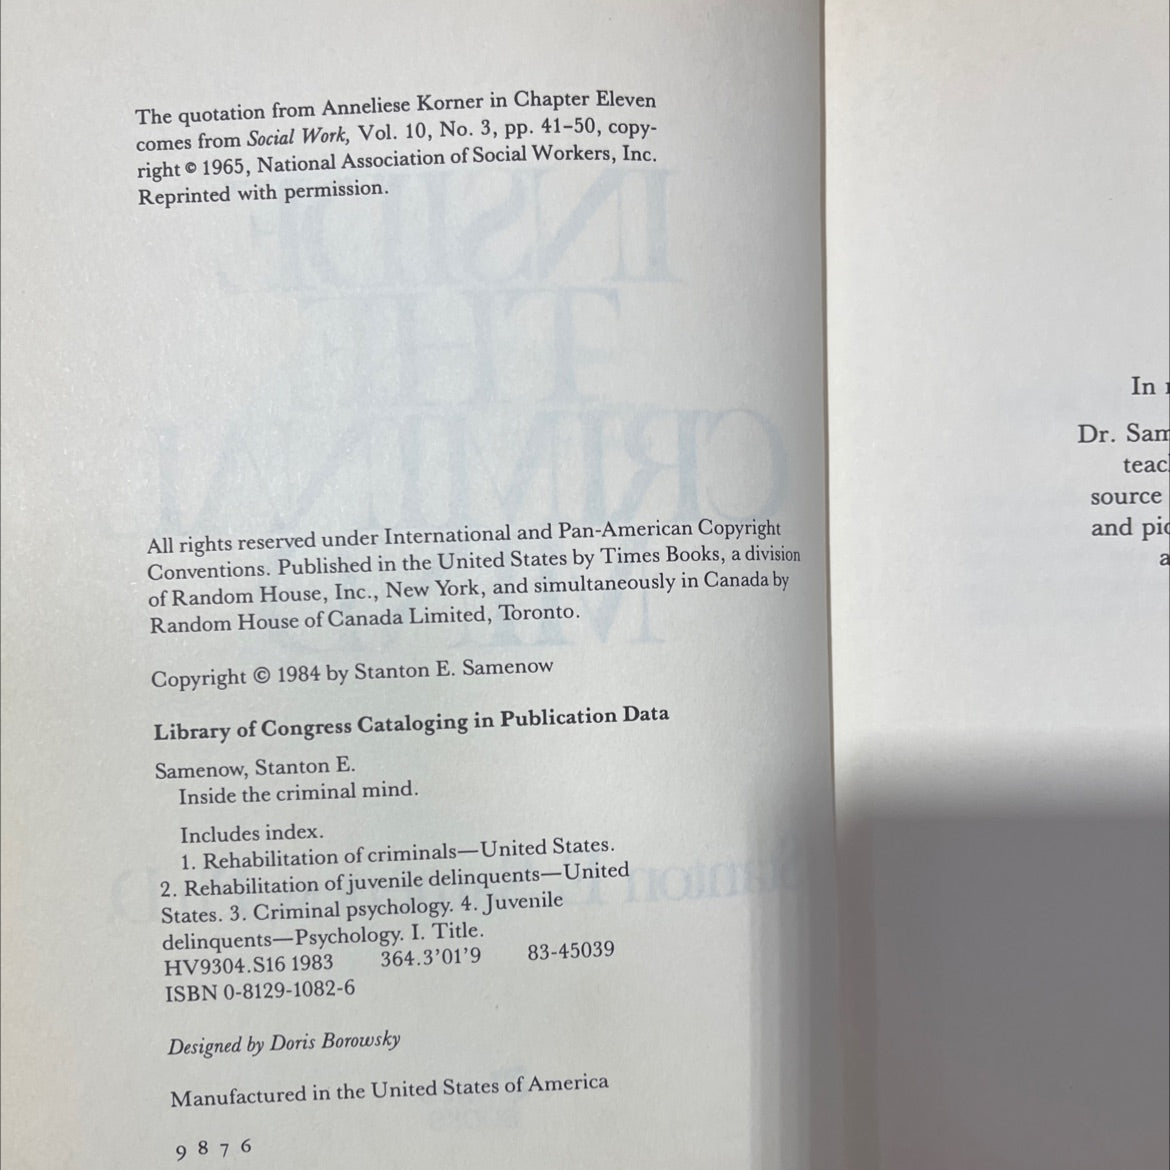 The quotation from Anneliese Korner in Chapter Eleven
comes from Social Work, Vol. 10, No. 3, pp. 41–50, copy-
right © 1965, National Association of Social Workers, Inc.
Reprinted with permission.
All rights reserved under International and Pan-American Copyright
Conventions. Published in the United States by Times Books, a division
of Random House, Inc., New York, and simultaneously in Canada by
Random House of Canada Limited, Toronto.
Copyright © 1984 by Stanton E. Samenow
Library of Congress Cataloging in Publication Data
Samenow, Stanton E.
Inside the criminal mind.
Includes index.
1. Rehabilitation of criminals—United States.
2. Rehabilitation of juvenile delinquents—United
States. 3. Criminal psychology. 4. Juvenile
delinquents—Psychology. I. Title.
HV9304.S16 1983 364.3'01'9 83-45039
ISBN 0-8129-1082-6
Designed by Doris Borowsky
Manufactured in the United States of America
9 8 7 6
In
Dr. Sam
teac
source
and pic
a